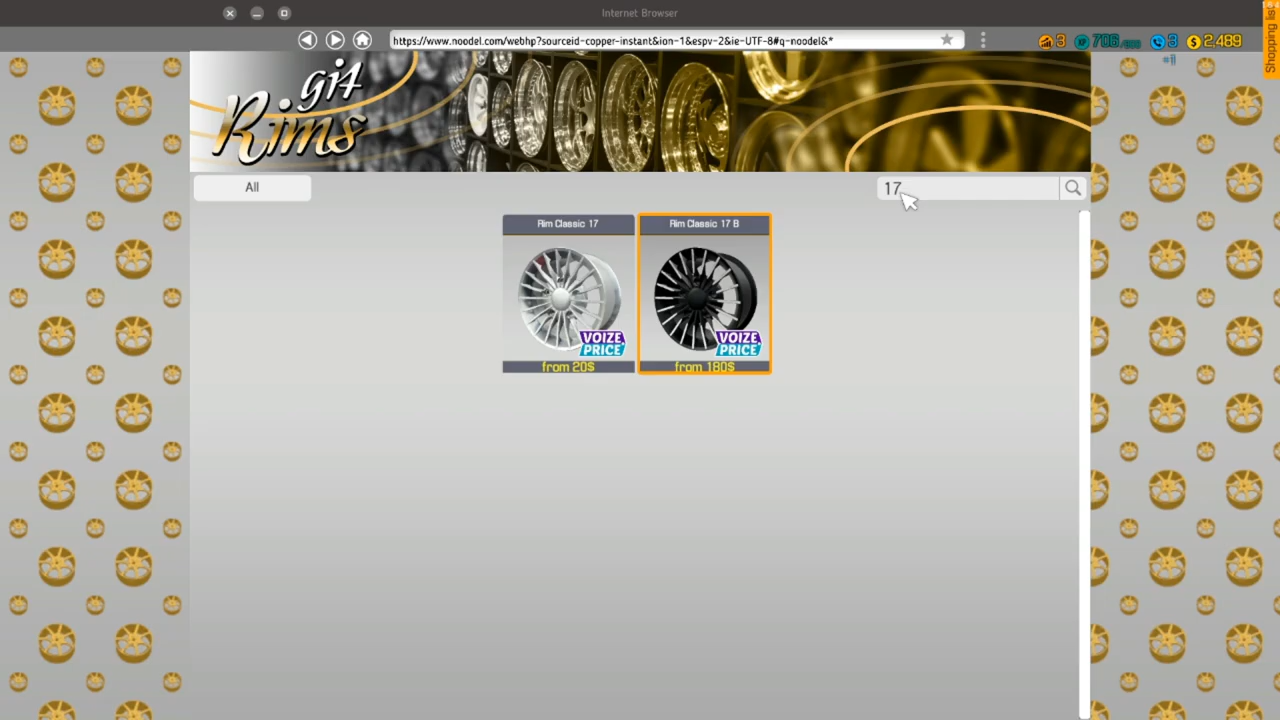 Internet Browser
https://www.noodel.com/webhp?sourceid-copper-instant&ion-1&espv-2&ie-UTF-8#q-noodel&*
3
706
3
$ 2,489
Shopping list
git
Rims
All
17
Rim Classic 17
Rim Classic 17 B
VOIZE
PRICE
VOIZE
PRICE
from 20$
from 180$